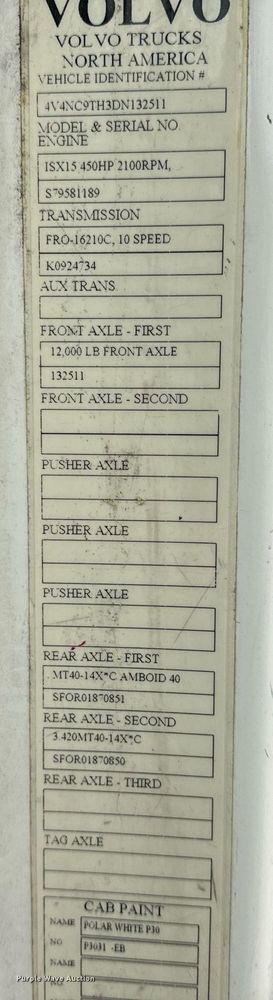 VOLVO
VOLVO TRUCKS
NORTH AMERICA
VEHICLE IDENTIFICATION #
4V4NC9TH3DN132511
MODEL & SERIAL NO.
ENGINE
ISX15 450HP 2100RPM,
S79581189
TRANSMISSION
FRO-16210C, 10 SPEED
K0924734
AUX TRANS.
FRONT AXLE - FIRST
12,000 LB FRONT AXLE
132511
FRONT AXLE - SECOND
PUSHER AXLE
PUSHER AXLE
PUSHER AXLE
REAR AXLE - FIRST
MT40-14X*C AMBOID 40
SFOR01870851
REAR AXLE - SECOND
3.420MT40-14X*C
SFOR01870850
REAR AXLE - THIRD
TAG AXLE
CAB PAINT
NAME POLAR WHITE P30
NO P3031 -EB
NAME
Purple Wave Auction